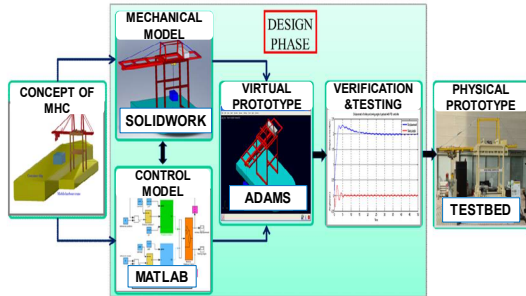 MECHANICAL
MODEL
DESIGN
PHASE
CONCEPT OF
MHC
SOLIDWORK
VIRTUAL
PROTOTYPE
VERIFICATION
&TESTING
PHYSICAL
PROTOTYPE
CONTROL
MODEL
ADAMS
TESTBED
MATLAB